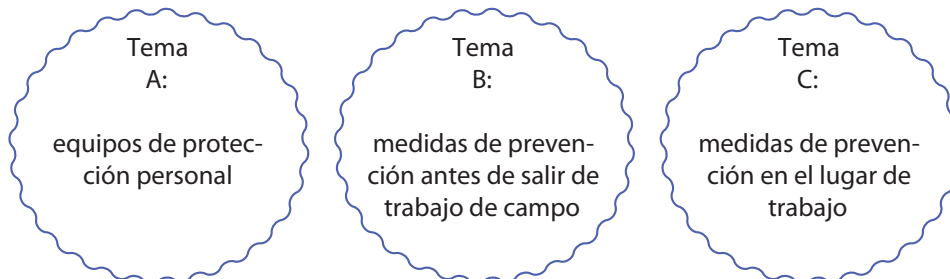 Tema
A:
equipos de protec-
ción personal
Tema
B:
medidas de preven-
ción antes de salir de
trabajo de campo
Tema
C:
medidas de preven-
ción en el lugar de
trabajo